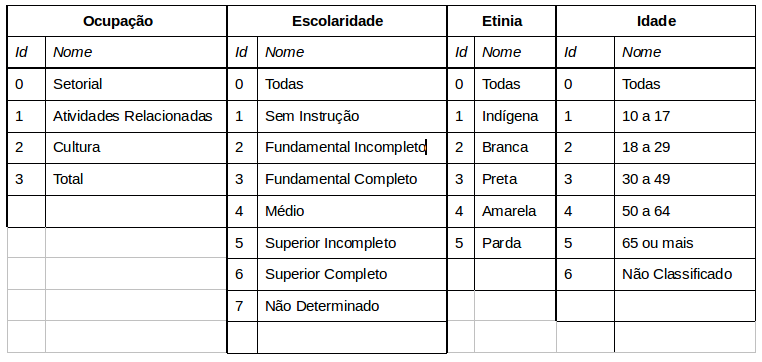 Ocupação Escolaridade Etinia Idade
Id Nome Id Nome Id Nome Id Nome
0 Setorial 0 Todas 0 Todas 0 Todas
1 Atividades Relacionadas 1 Sem Instrução 1 Indígena 1 10 a 17
2 Cultura 2 Fundamental Incompleto 2 Branca 2 18 a 29
3 Total 3 Fundamental Completo 3 Preta 3 30 a 49
4 Médio 4 Amarela 4 50 a 64
5 Superior Incompleto 5 Parda 5 65 ou mais
6 Superior Completo 6 Não Classificado
7 Não Determinado